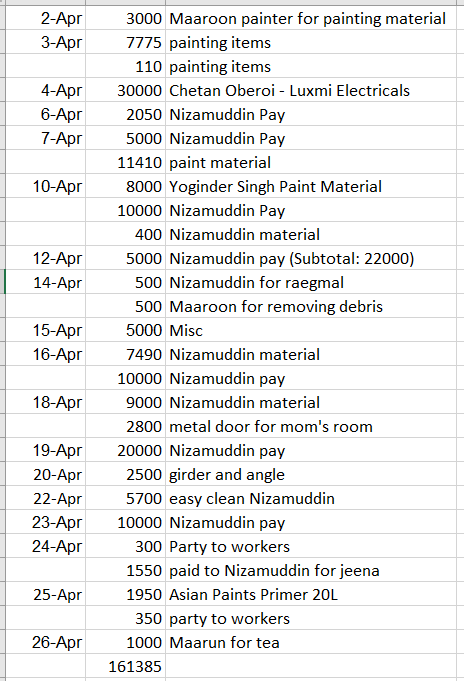 2-Apr 3000 Maaroon painter for painting material
3-Apr 7775 painting items
110 painting items
4-Apr 30000 Chetan Oberoi - Luxmi Electricals
6-Apr 2050 Nizamuddin Pay
7-Apr 5000 Nizamuddin Pay
11410 paint material
10-Apr 8000 Yoginder Singh Paint Material
10000 Nizamuddin Pay
400 Nizamuddin material
12-Apr 5000 Nizamuddin pay (Subtotal: 22000)
14-Apr 500 Nizamuddin for raegmal
500 Maaroon for removing debris
15-Apr 5000 Misc
16-Apr 7490 Nizamuddin material
10000 Nizamuddin pay
18-Apr 9000 Nizamuddin material
2800 metal door for mom's room
19-Apr 20000 Nizamuddin pay
20-Apr 2500 girder and angle
22-Apr 5700 easy clean Nizamuddin
23-Apr 10000 Nizamuddin pay
24-Apr 300 Party to workers
1550 paid to Nizamuddin for jeena
25-Apr 1950 Asian Paints Primer 20L
350 party to workers
26-Apr 1000 Maarun for tea
161385